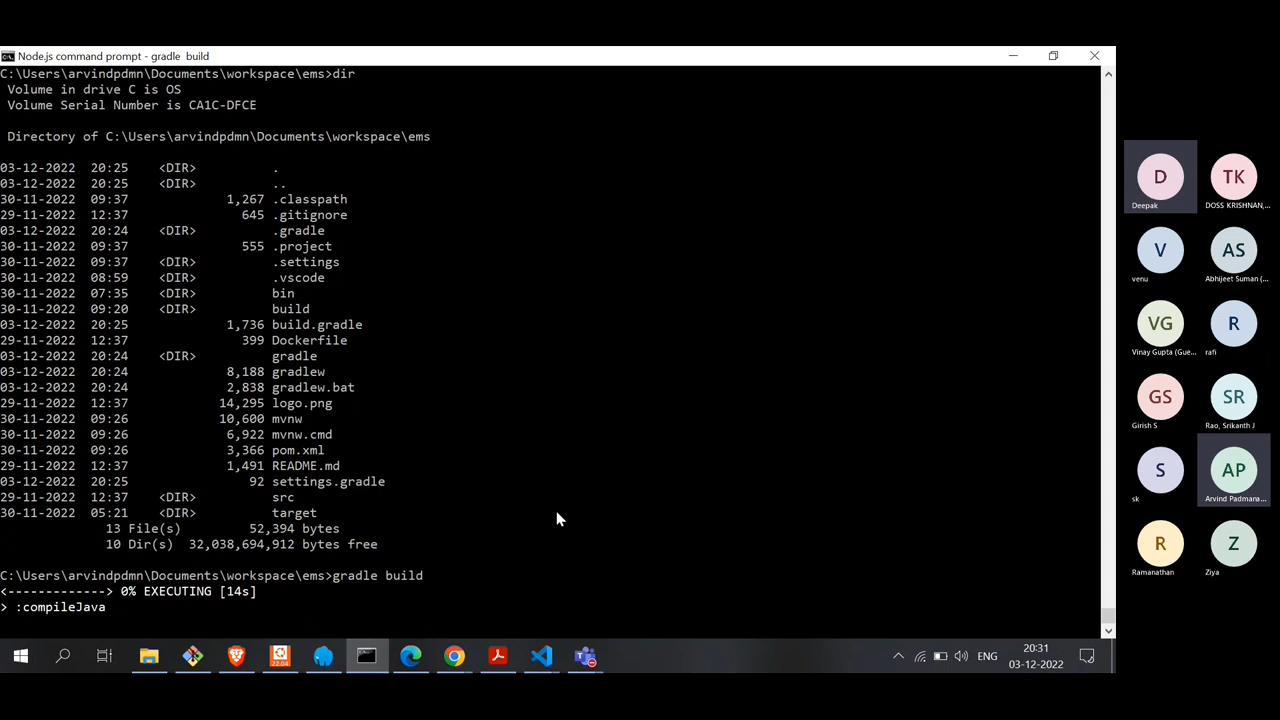 Node.js command prompt - gradle  build
C:\Users\arvindpdmn\Documents\workspace\ems>dir
Volume in drive C is OS
Volume Serial Number is CA1C-DFCE
Directory of C:\Users\arvindpdmn\Documents\workspace\ems
03-12-2022  20:25    <DIR>          .
03-12-2022  20:25    <DIR>          ..
30-11-2022  09:37             1,267 .classpath
29-11-2022  12:37               645 .gitignore
03-12-2022  20:24    <DIR>          .gradle
30-11-2022  09:37               555 .project
30-11-2022  09:37    <DIR>          .settings
30-11-2022  08:59    <DIR>          .vscode
30-11-2022  07:35    <DIR>          bin
30-11-2022  09:20    <DIR>          build
03-12-2022  20:25             1,736 build.gradle
29-11-2022  12:37               399 Dockerfile
03-12-2022  20:24    <DIR>          gradle
03-12-2022  20:24             8,188 gradlew
03-12-2022  20:24             2,838 gradlew.bat
29-11-2022  12:37            14,295 logo.png
30-11-2022  09:26            10,600 mvnw
30-11-2022  09:26             6,922 mvnw.cmd
30-11-2022  09:26             3,366 pom.xml
29-11-2022  12:37             1,491 README.md
03-12-2022  20:25                92 settings.gradle
29-11-2022  12:37    <DIR>          src
30-11-2022  05:21    <DIR>          target
13 File(s)         52,394 bytes
10 Dir(s)  32,038,694,912 bytes free
C:\Users\arvindpdmn\Documents\workspace\ems>gradle build
<-------------> 0% EXECUTING [14s]
> :compileJava
D
Deepak
TK
DOSS KRISHNAN,...
V
venu
AS
Abhijeet Suman (...
VG
Vinay Gupta (Gue...
R
rafi
GS
Girish S
SR
Rao, Srikanth J
S
sk
AP
Arvind Padmana...
R
Ramanathan
Z
Ziya
22.04
ENG
20:31
03-12-2022